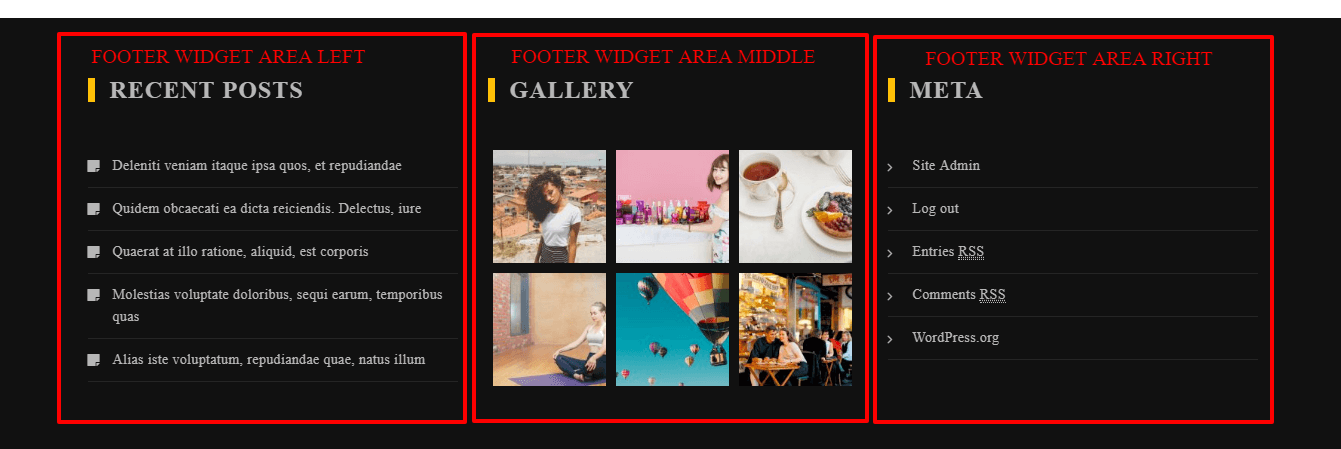 FOOTER WIDGET AREA LEFT
RECENT POSTS
Deleniti veniam itaque ipsa quos, et repudiandae
Quidem obcaecati ea dicta reiciendis. Delectus, iure
Quaerat at illo ratione, aliquid, est corporis
Molestias voluptate doloribus, sequi earum, temporibus
quas
Alias iste voluptatum, repudiandae quae, natus illum
FOOTER WIDGET AREA MIDDLE
GALLERY
FOOTER WIDGET AREA RIGHT
META
Site Admin
Log out
Entries RSS
Comments RSS
WordPress.org